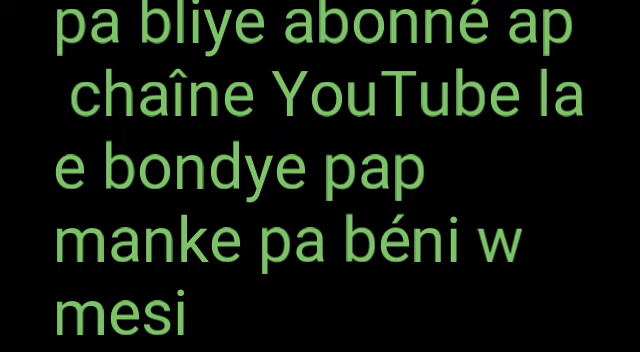 pa bliye abonné ap
chaîne YouTube la
e bondye pap
manke pa béni w
mesi